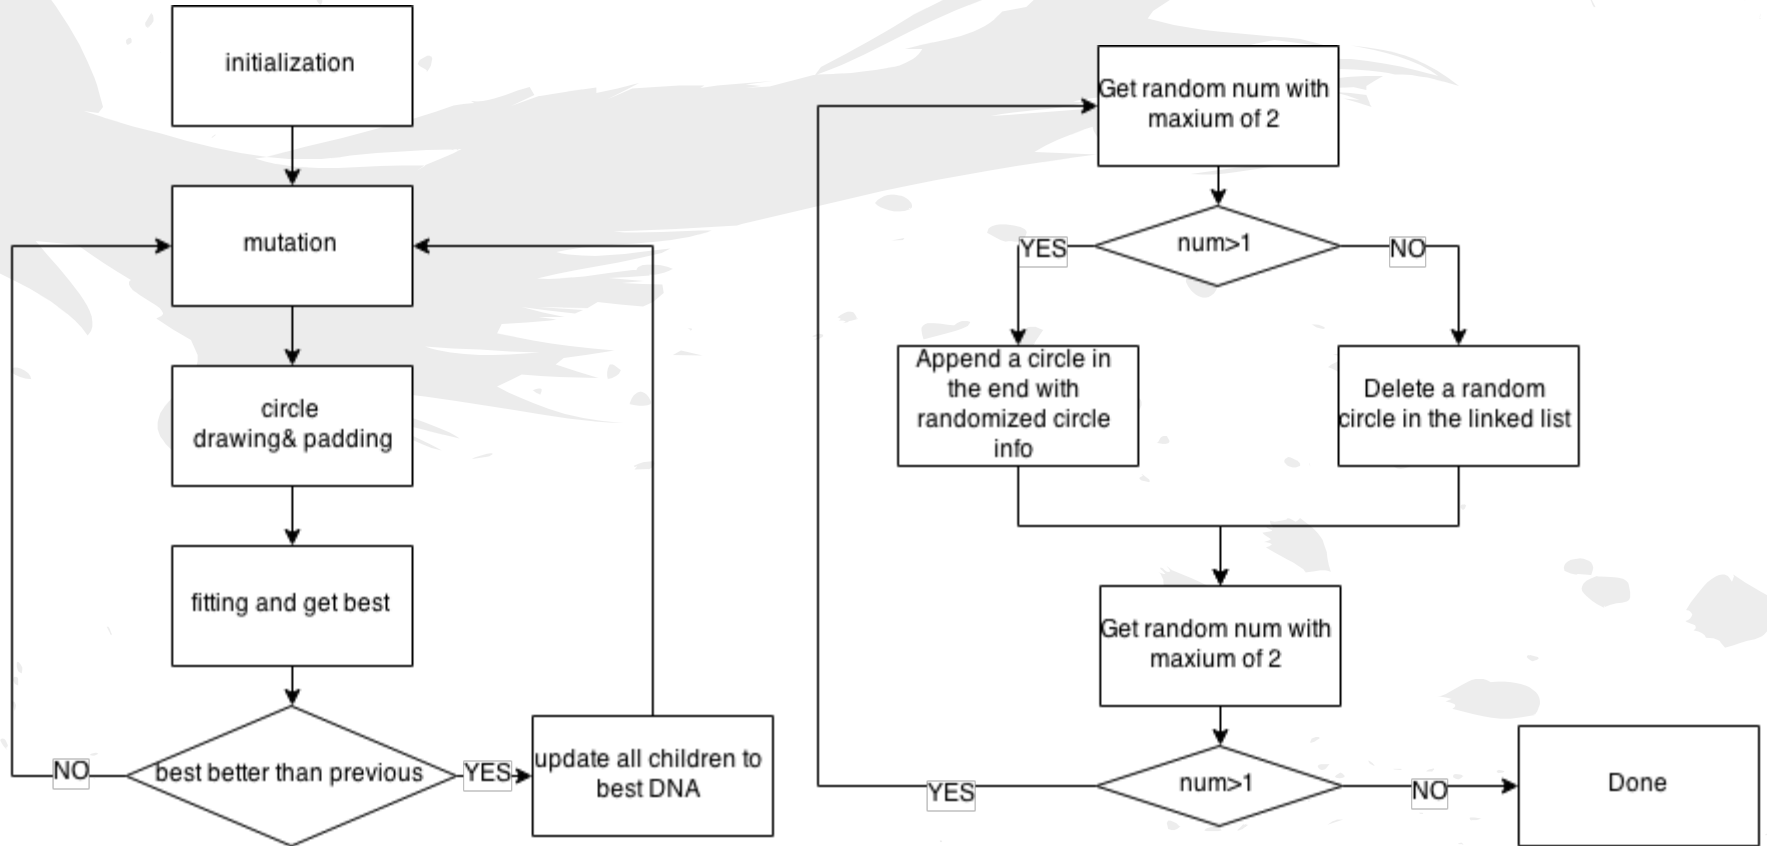 initialization
mutation
circle
drawing& padding
fitting and get best
best better than previous
NO
YES
update all children to
best DNA
Get random num with
maxium of 2
num>1
YES
NO
Append a circle in
the end with
randomized circle
info
Delete a random
circle in the linked list
Get random num with
maxium of 2
num>1
YES
NO
Done